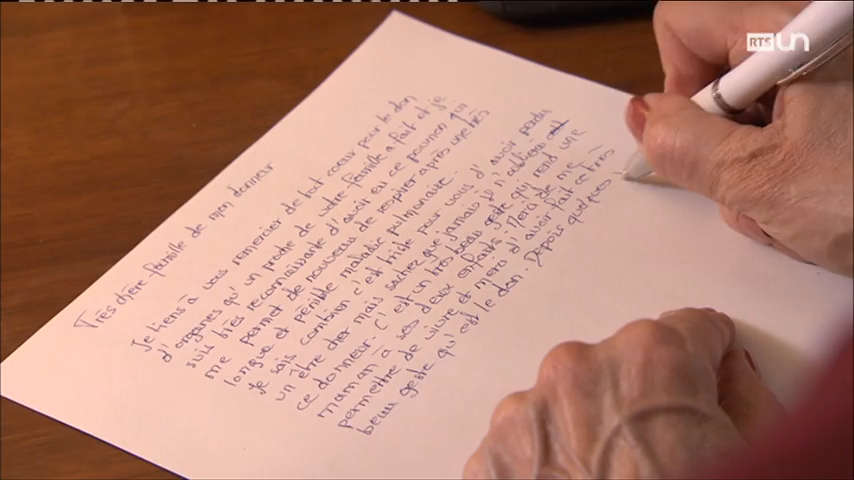 RTS UN
Très chère famille de mon donneur
Je tiens à vous remercier de tout coeur pour le don
d'organes qu'un proche de votre famille a fait et je
suis très reconnaissante d'avoir eu ce poumon qui
me permet de nouveau de respirer après une très
longue et pénible maladie pulmonaire.
Je sais combien c'est triste pour vous d'avoir perdu
un être cher mais sachez que jamais je n'oublierai
ce donneur. C'est un très beau geste qui rend une
maman à ses deux enfants. Merci de me
permettre de vivre et merci d'avoir fait ce très
beau geste qu'est le don. Depuis quelques